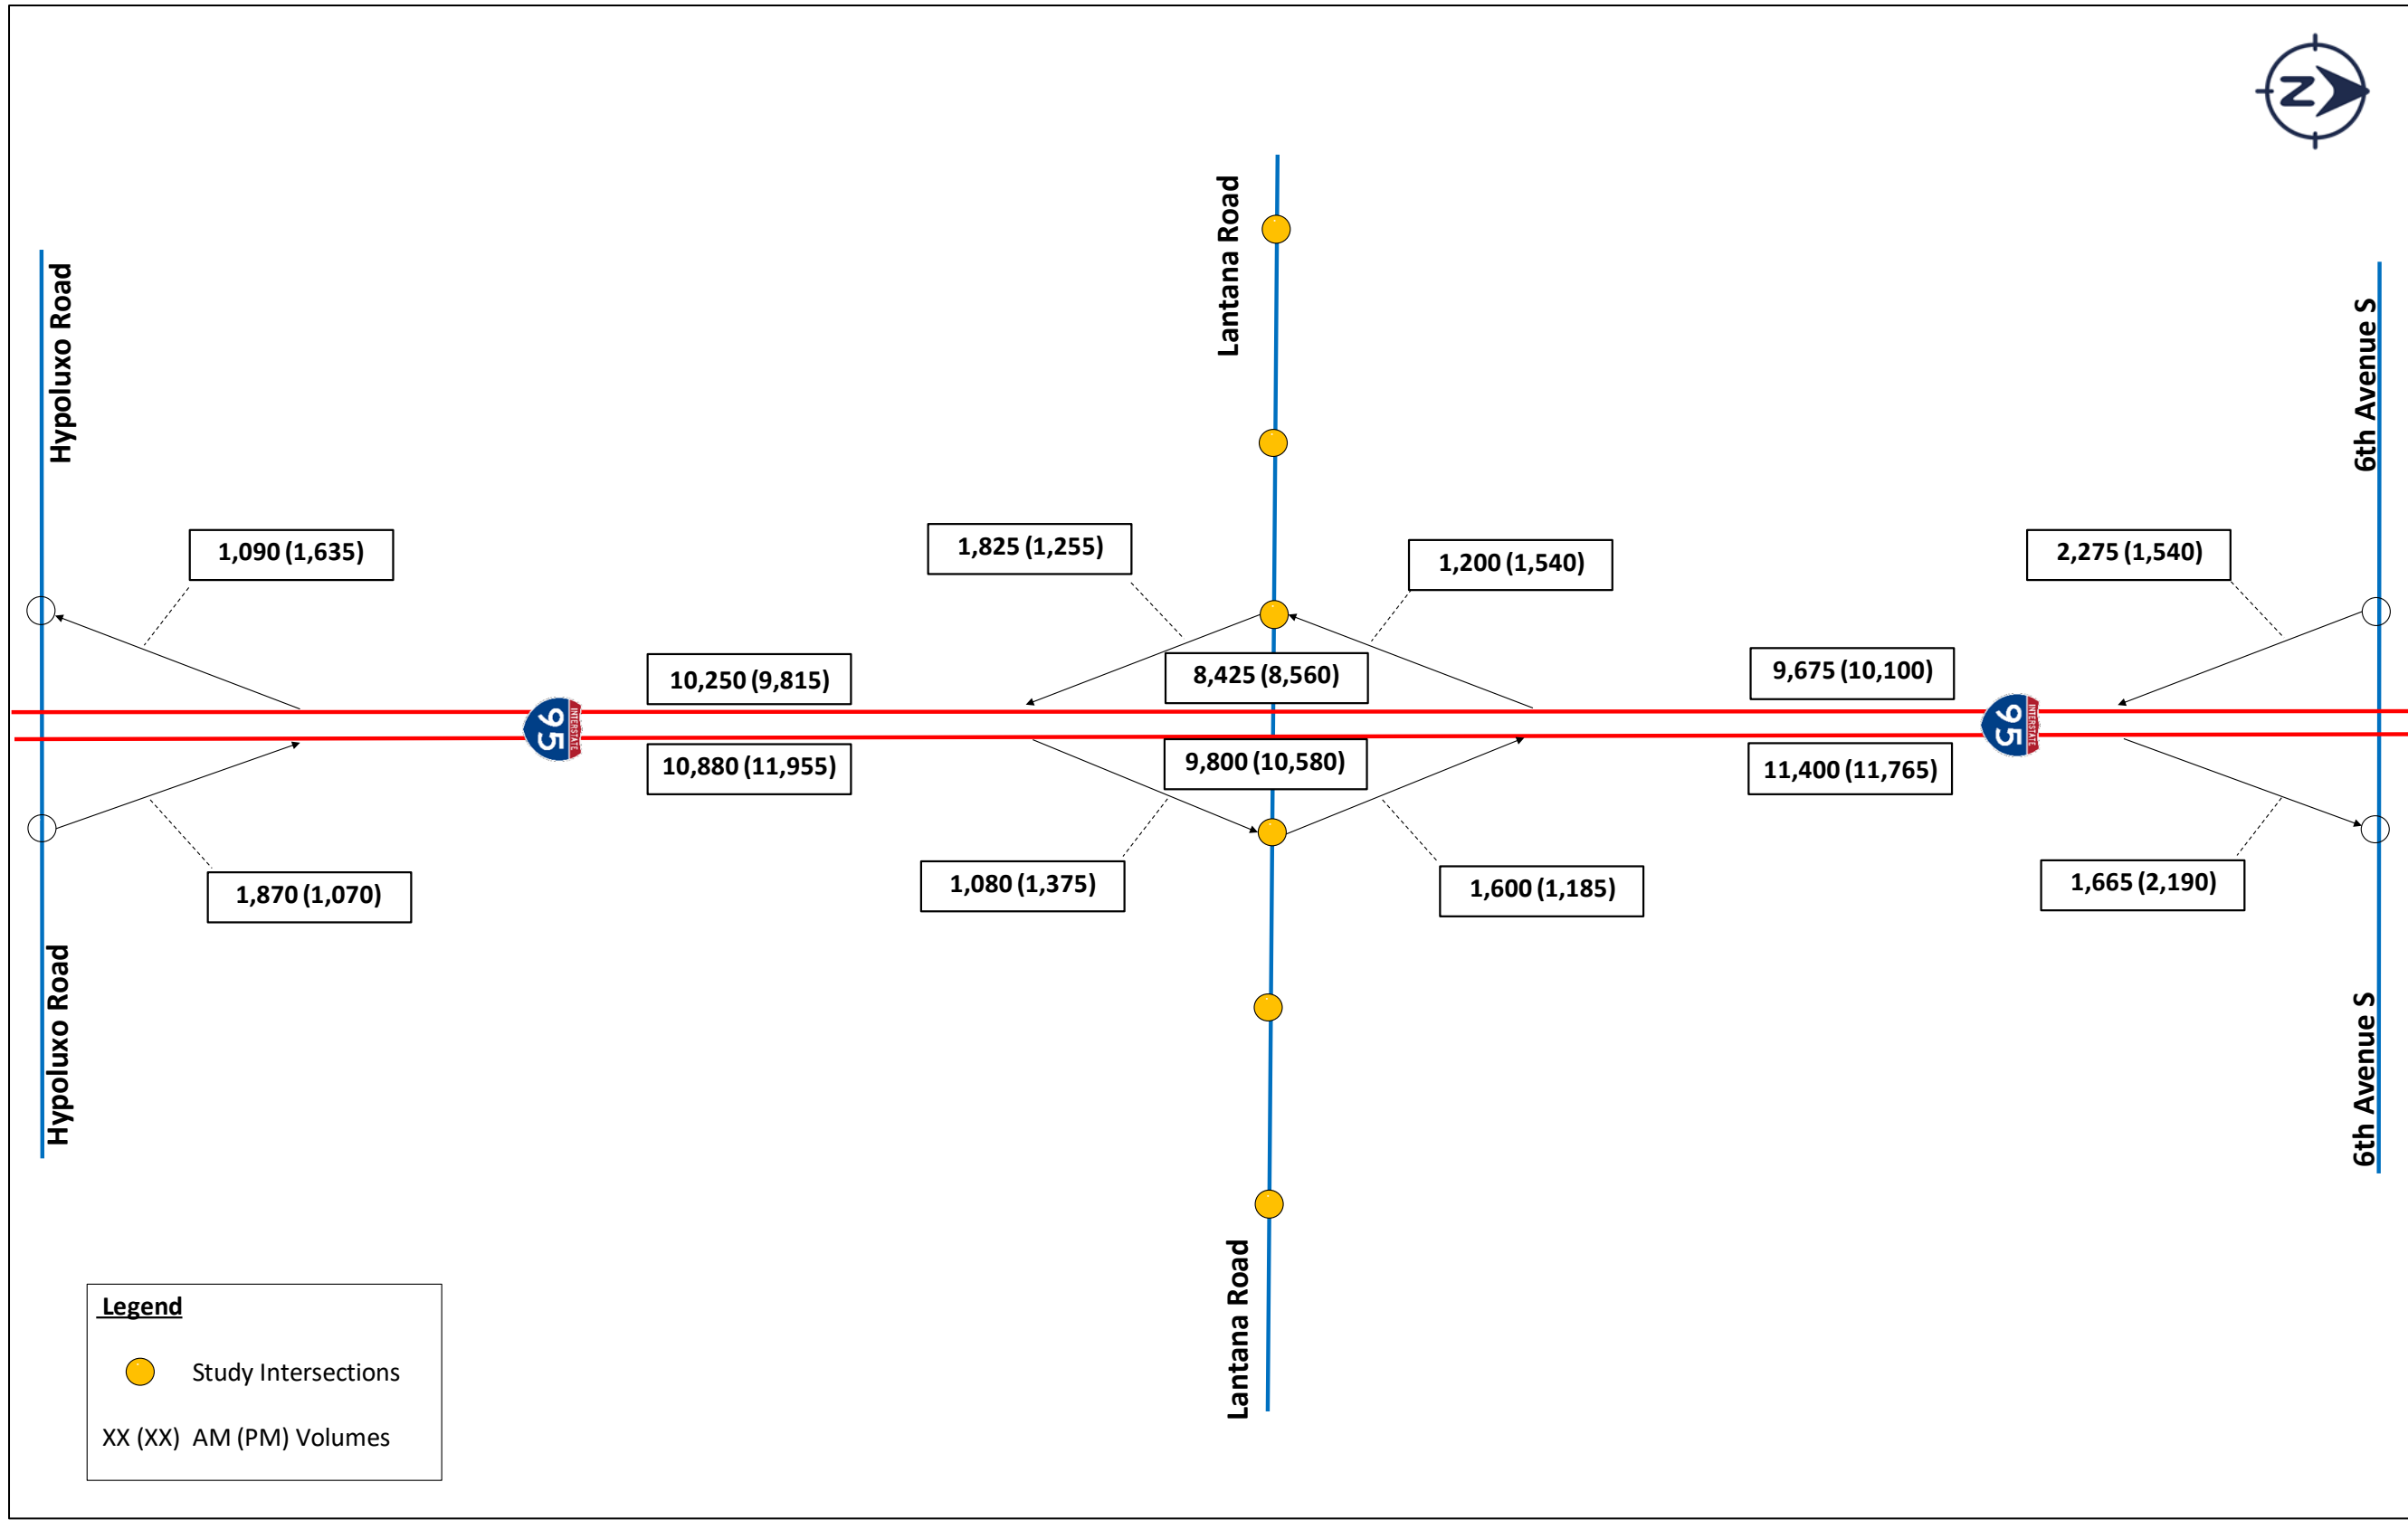 N
Lantana Road
Hypoluxo Road
6th Avenue S
1,090 (1,635)
1,825 (1,255)
1,200 (1,540)
2,275 (1,540)
10,250 (9,815)
8,425 (8,560)
9,675 (10,100)
INTERSTATE
95
INTERSTATE
95
10,880 (11,955)
9,800 (10,580)
11,400 (11,765)
1,870 (1,070)
1,080 (1,375)
1,600 (1,185)
1,665 (2,190)
Hypoluxo Road
6th Avenue S
Lantana Road
Legend
Study Intersections
XX (XX) AM (PM) Volumes